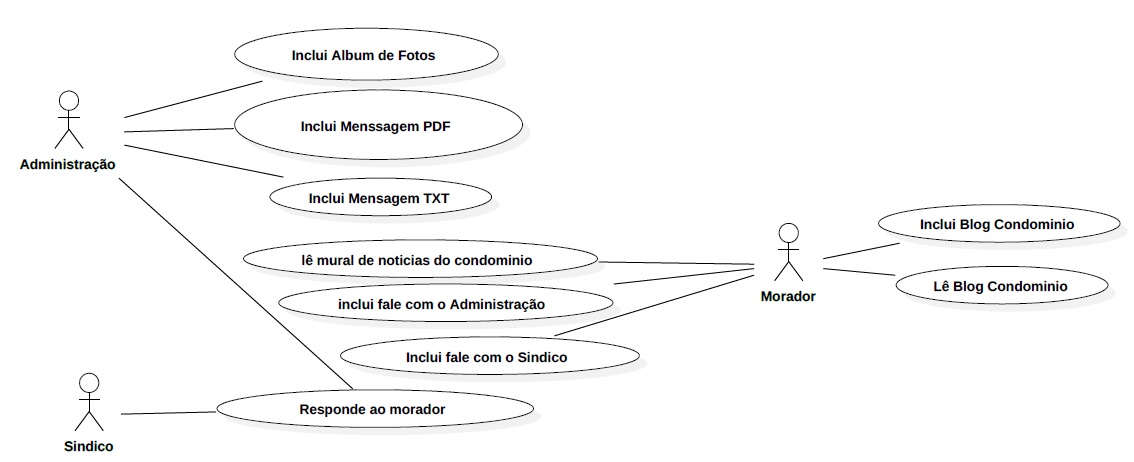 Inclui Album de Fotos
Inclui Menssagem PDF
Administração
Inclui Mensagem TXT
Inclui Blog Condominio
lê mural de noticias do condominio
Lê Blog Condominio
Morador
inclui fale com o Administração
Inclui fale com o Sindico
Responde ao morador
Sindico